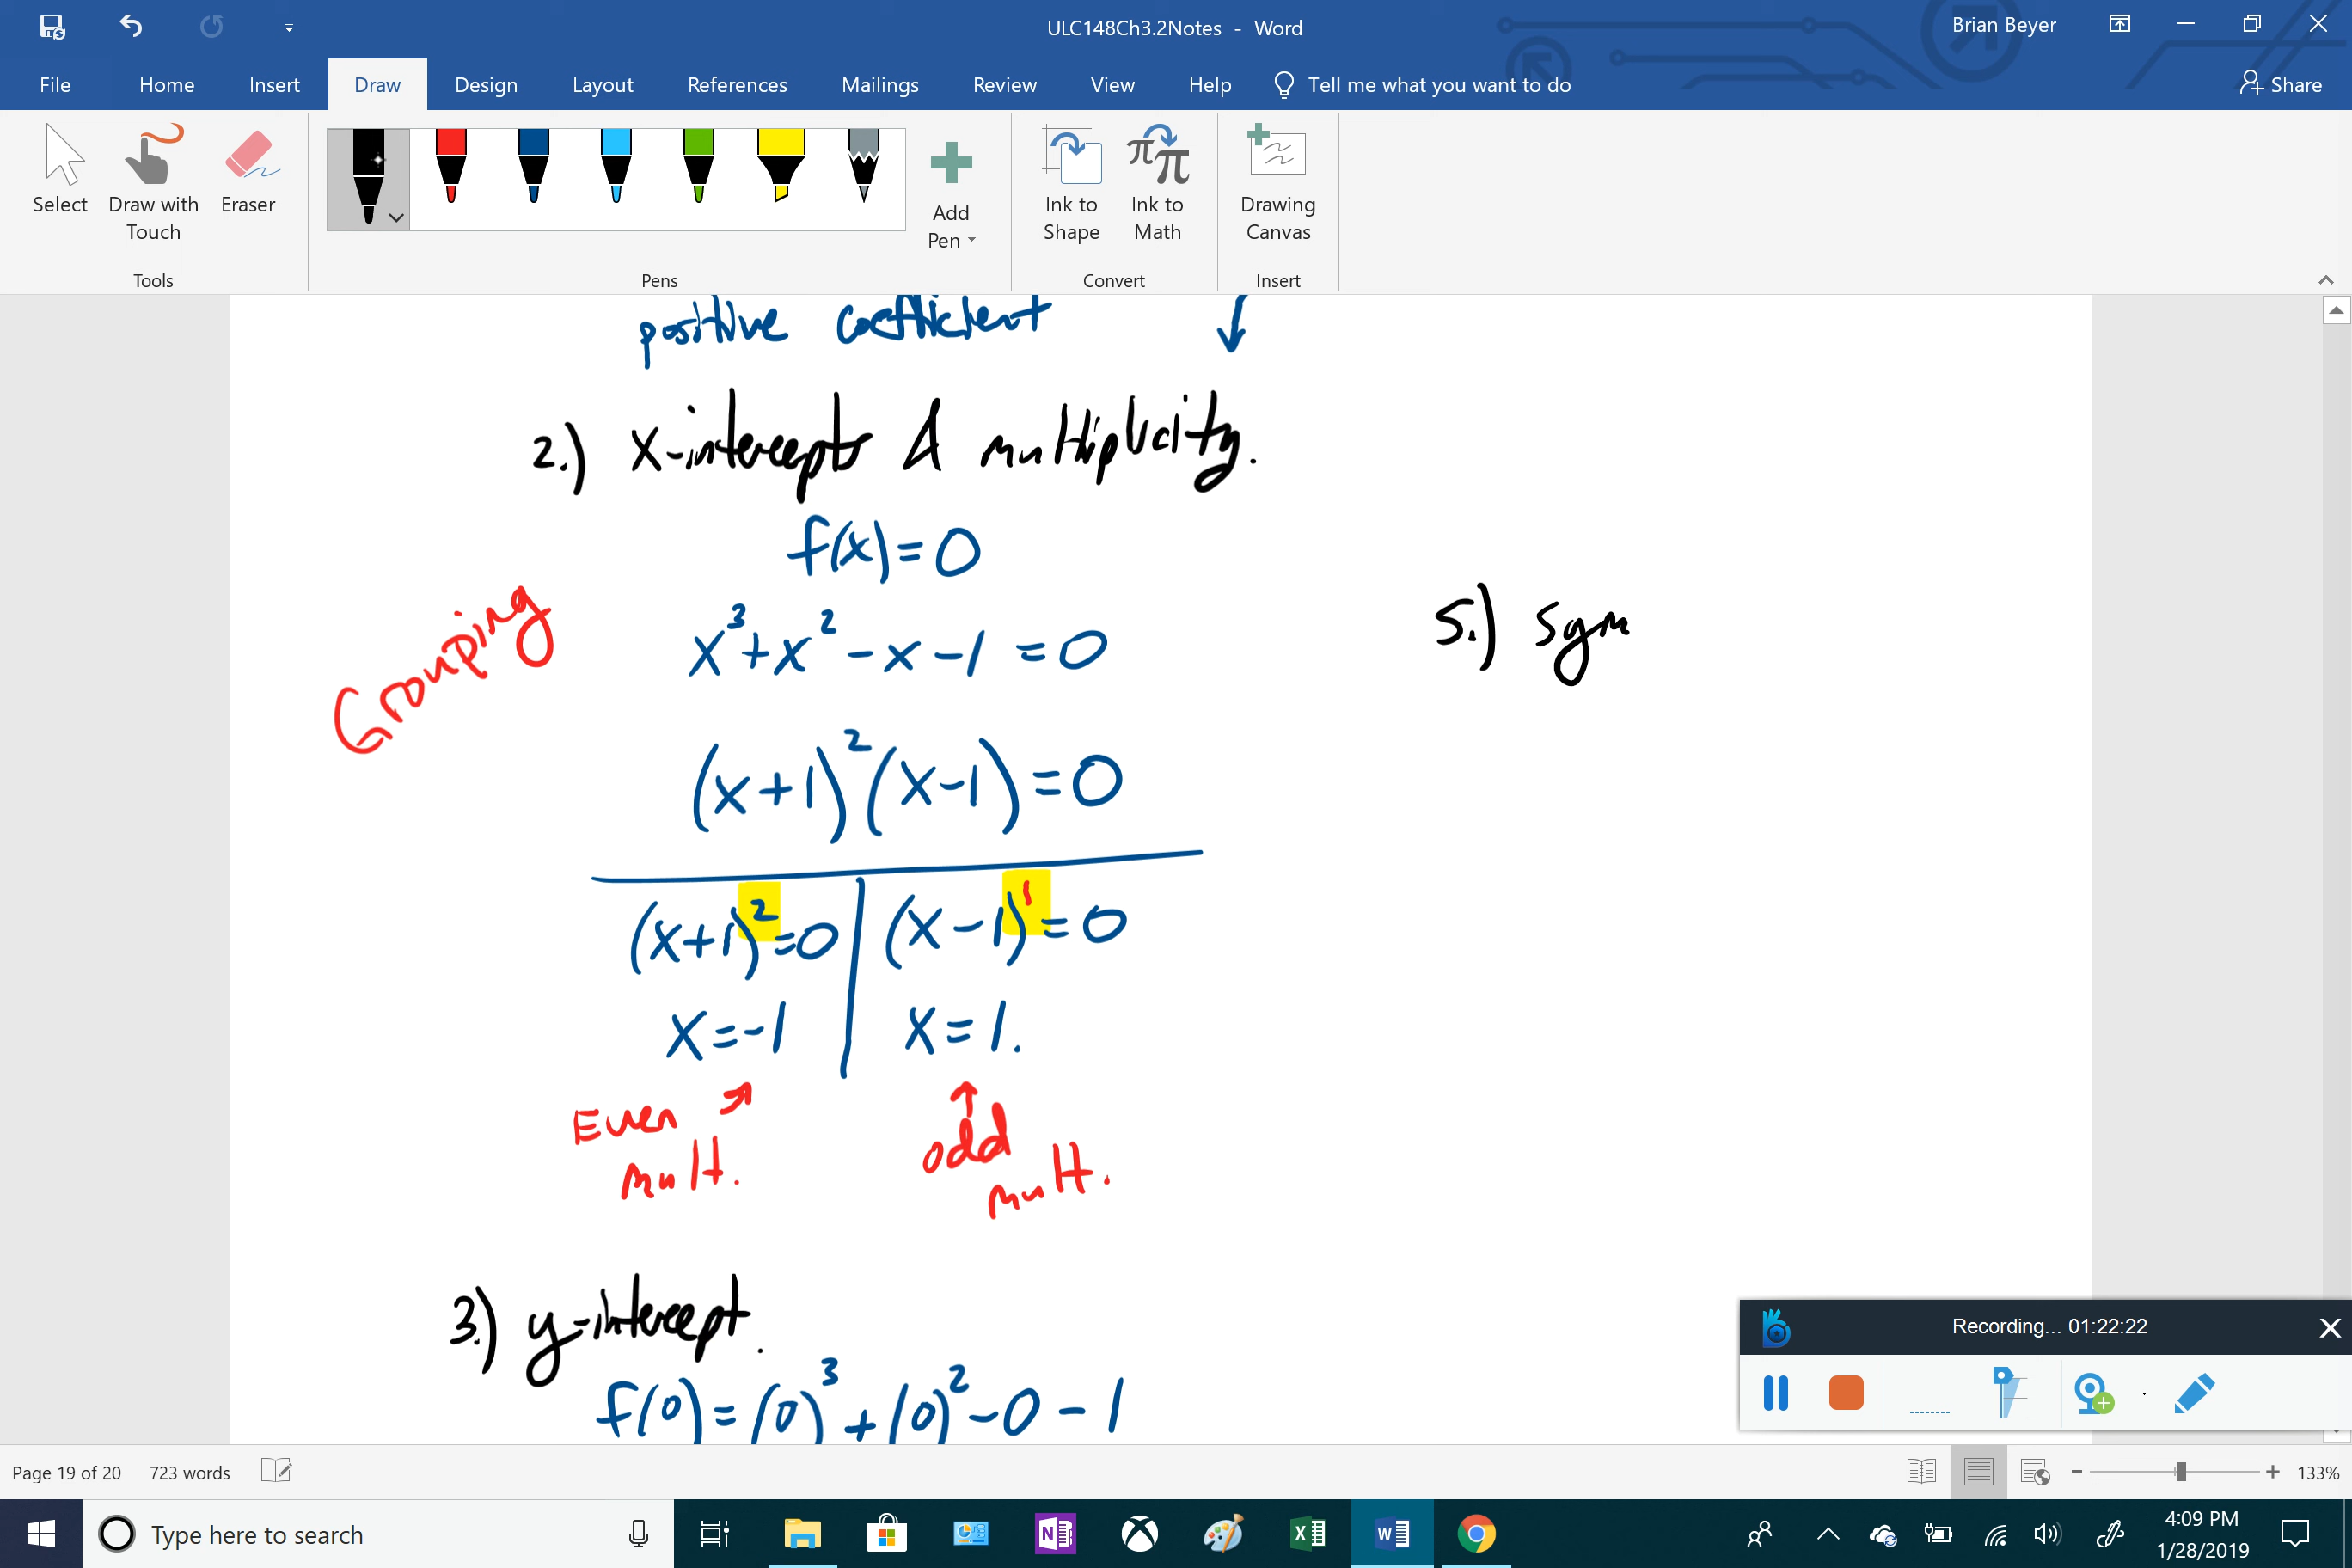 ULC148Ch3.2Notes - Word
Brian Beyer
File Home Insert Draw Design Layout References Mailings Review View Help Tell me what you want to do Share
Select Draw with Touch Eraser
Add Pen
Ink to Shape Ink to Math
Drawing Canvas
Tools Pens Convert Insert
positive coefficient
2.) x-intercepts & multiplicity.
f(x)=0
Grouping
x³+x²-x-1=0
5.) Sym
(x+1)²(x-1)=0
(x+1)²=0 (x-1)¹=0
x=-1 x=1.
Even mult.
odd mult.
3.) y-intercept.
f(0)=(0)³+(0)²-0-1
Recording... 01:22:22
Page 19 of 20 723 words
133%
Type here to search
4:09 PM
1/28/2019